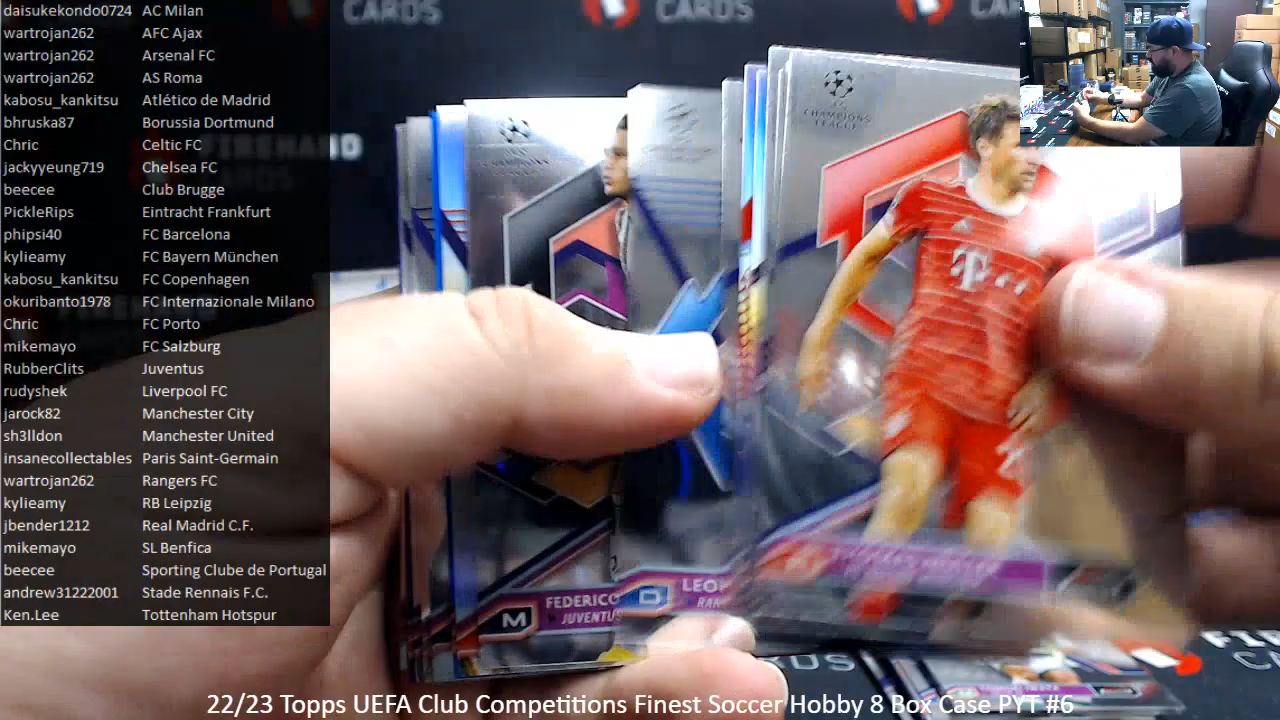 daisukekondo0724 AC Milan
wartrojan262 AFC Ajax
wartrojan262 Arsenal FC
wartrojan262 AS Roma
kabosu_kankitsu Atlético de Madrid
bhruska87 Borussia Dortmund
Chric Celtic FC
jackyyeung719 Chelsea FC
beecee Club Brugge
PickleRips Eintracht Frankfurt
phipsi40 FC Barcelona
kylieamy FC Bayern München
kabosu_kankitsu FC Copenhagen
okuribanto1978 FC Internazionale Milano
Chric FC Porto
mikemayo FC Salzburg
RubberClits Juventus
rudyshek Liverpool FC
jarock82 Manchester City
sh3lldon Manchester United
insanecollectables Paris Saint-Germain
wartrojan262 Rangers FC
kylieamy RB Leipzig
jbender1212 Real Madrid C.F.
mikemayo SL Benfica
beecee Sporting Clube de Portugal
andrew31222001 Stade Rennais F.C.
Ken.Lee Tottenham Hotspur
CARDS
CARDS
CHAMPIONS
LEAGUE
T
M
FEDERICO
JUVENTUS
D
LEON
RAN
CARDS
22/23 Topps UEFA Club Competitions Finest Soccer Hobby 8 Box Case PYT #6